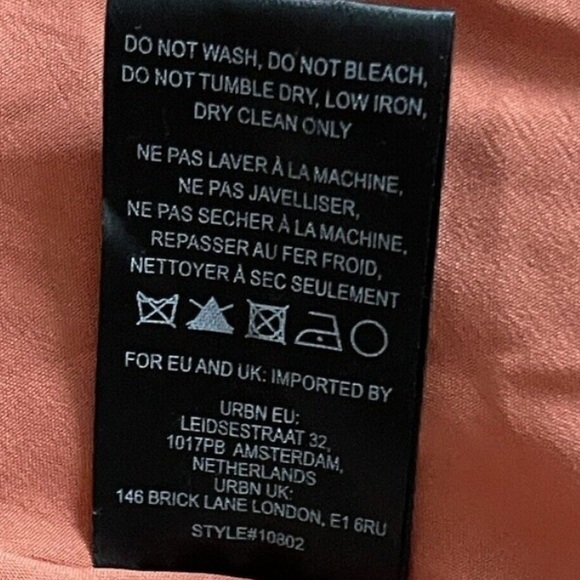 DO NOT WASH, DO NOT BLEACH,
DO NOT TUMBLE DRY, LOW IRON,
DRY CLEAN ONLY
NE PAS LAVER À LA MACHINE,
NE PAS JAVELLISER,
NE PAS SECHER À LA MACHINE,
REPASSER AU FER FROID,
NETTOYER À SEC SEULEMENT
FOR EU AND UK: IMPORTED BY
URBN EU:
LEIDSESTRAAT 32,
1017PB AMSTERDAM,
NETHERLANDS
URBN UK:
146 BRICK LANE LONDON, E1 6RU
STYLE#10802